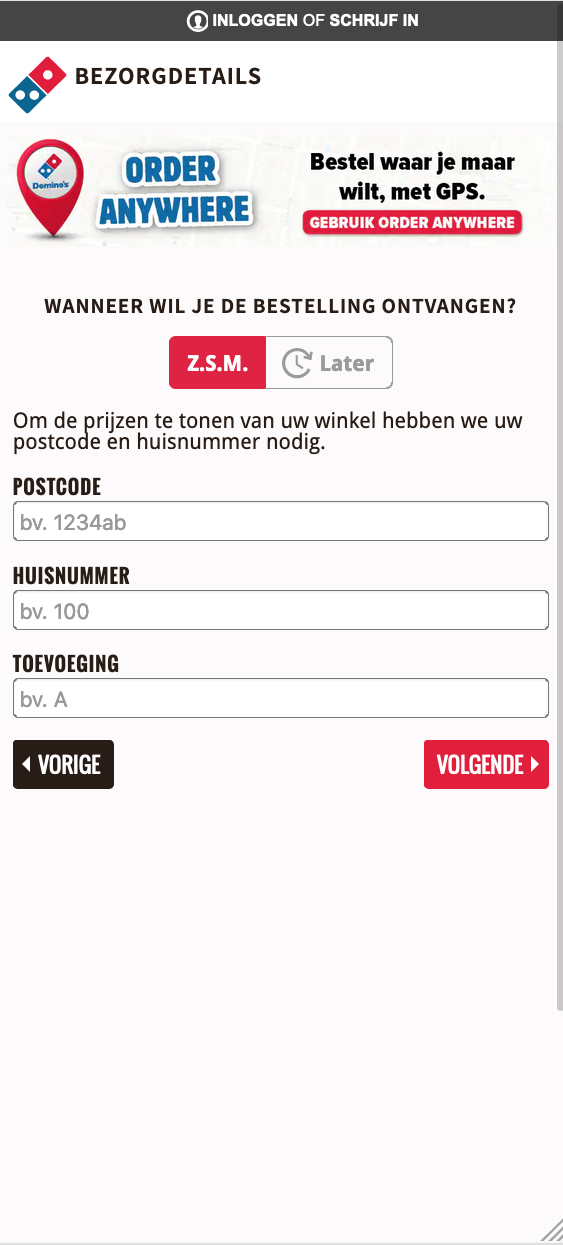 INLOGGEN OF SCHRIJF IN
BEZORGDETAILS
Domino's
ORDER
ANYWHERE
Bestel waar je maar
wilt, met GPS.
GEBRUIK ORDER ANYWHERE
WANNEER WIL JE DE BESTELLING ONTVANGEN?
Z.S.M. Later
Om de prijzen te tonen van uw winkel hebben we uw
postcode en huisnummer nodig.
POSTCODE
bv. 1234ab
HUISNUMMER
bv. 100
TOEVOEGING
bv. A
VORIGE VOLGENDE